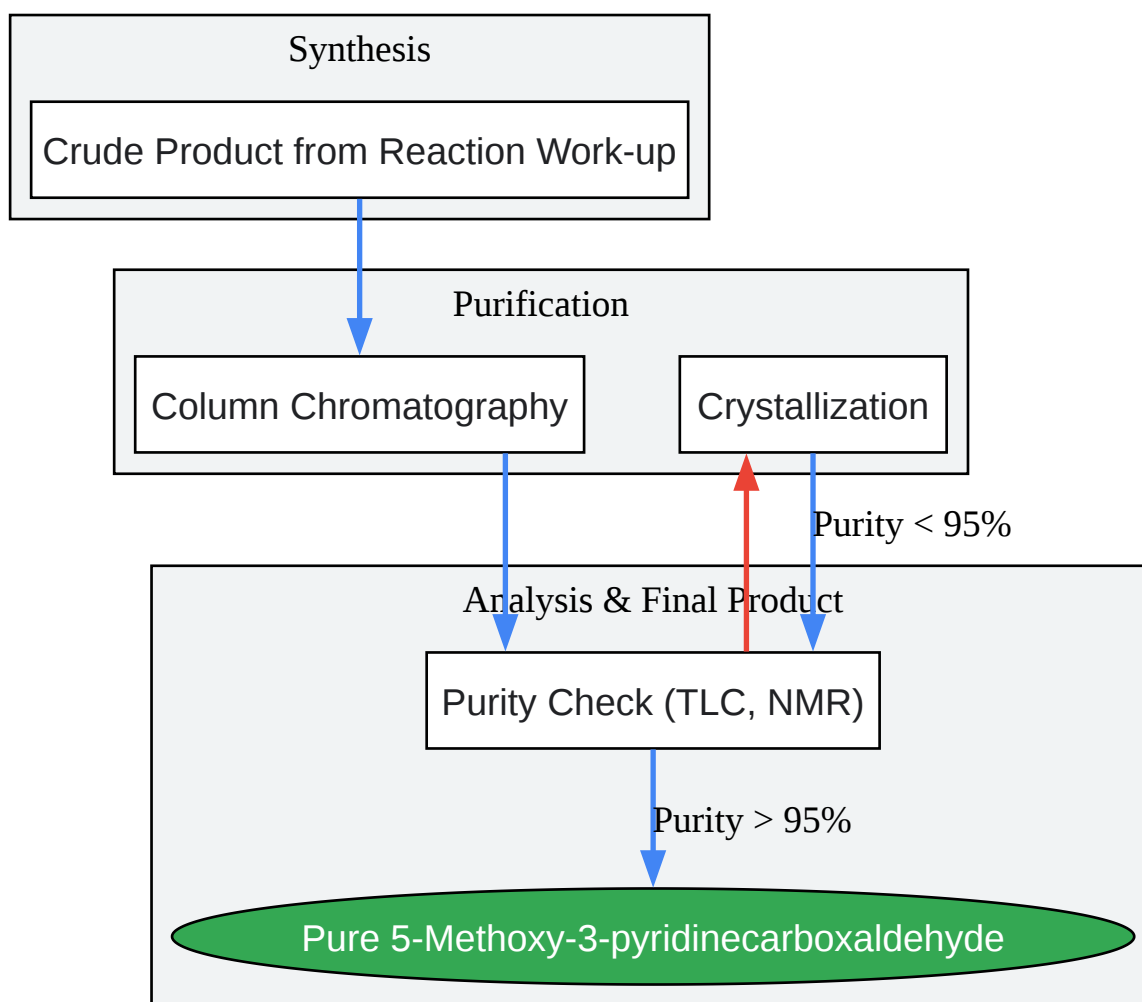 Synthesis
Crude Product from Reaction Work-up
Purification
Column Chromatography
Crystallization
Purity < 95%
Analysis & Final Product
Purity Check (TLC, NMR)
Purity > 95%
Pure 5-Methoxy-3-pyridinecarboxaldehyde